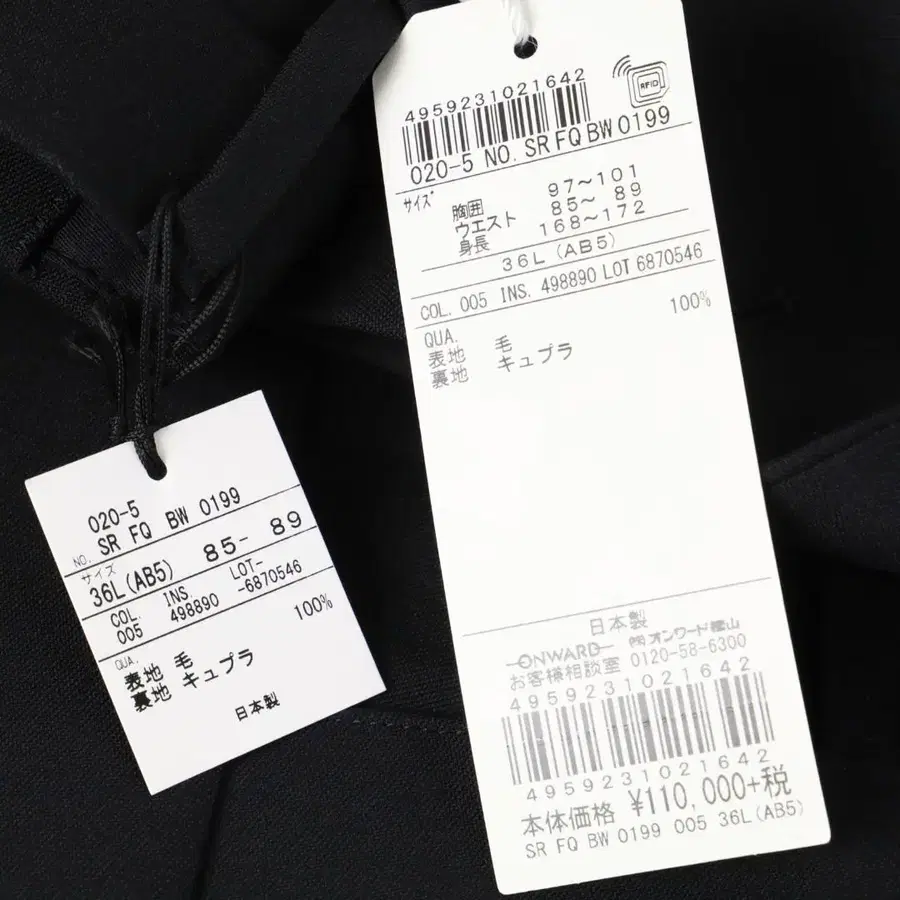 4959231021642
RFID
020-5 NO. SR FQ BW 0199
サイズ
胸囲 97~101
ウエスト 85~ 89
身長 168~172
36L (AB5)
COL. 005 INS. 498890 LOT 6870546
QUA. 100%
表地 毛
裏地 キュプラ
日本製
ONWARD ㈱オンワード樫山
お客様相談室 0120-58-6300
4959231021642
4959231021642
本体価格 ¥110,000+税
SR FQ BW 0199 005 36L(AB5)
020-5
NO. SR FQ BW 0199
サイズ
36L(AB5) 85- 89
COL. INS. LOT-
005 498890 -6870546
QUA. 100%
表地 毛
裏地 キュプラ
日本製